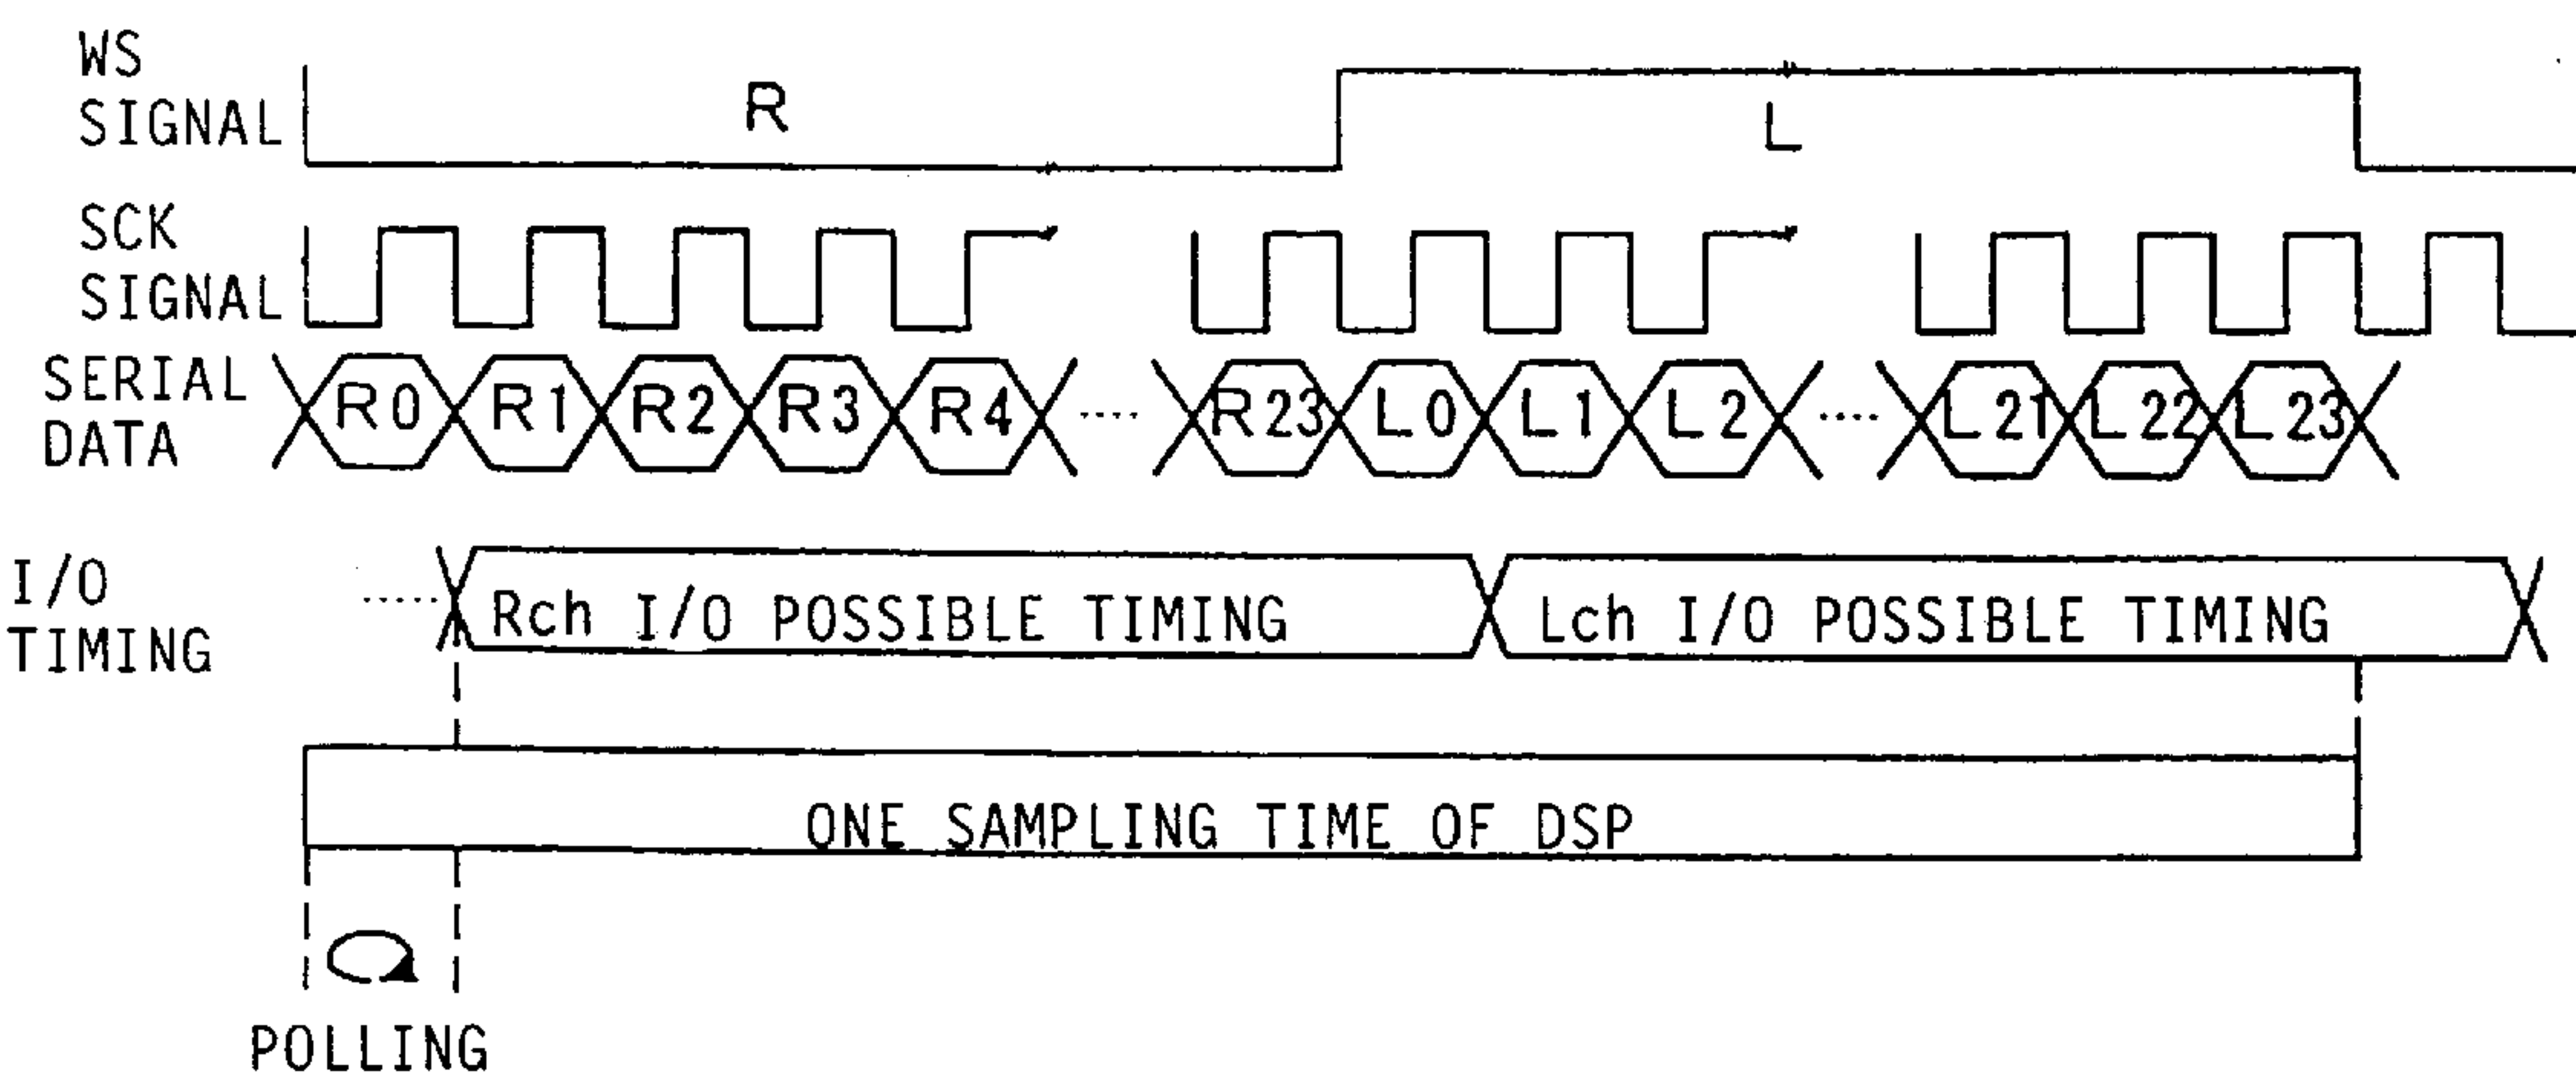 WS
SIGNAL
R
L
SCK
SIGNAL
SERIAL
DATA
R0 R1 R2 R3 R4 ···· R23 L0 L1 L2 ···· L21 L22 L23
I/O
TIMING
Rch I/O POSSIBLE TIMING
Lch I/O POSSIBLE TIMING
ONE SAMPLING TIME OF DSP
POLLING